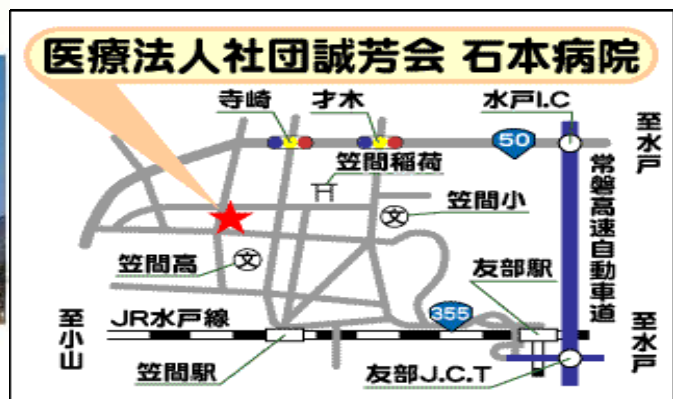 医療法人社団誠芳会 石本病院
寺崎
才木
水戸I.C
至水戸
50
笠間稲荷
常磐高速自動車道
文
笠間小
笠間高
文
友部駅
355
至小山
JR水戸線
至水戸
笠間駅
友部J.C.T